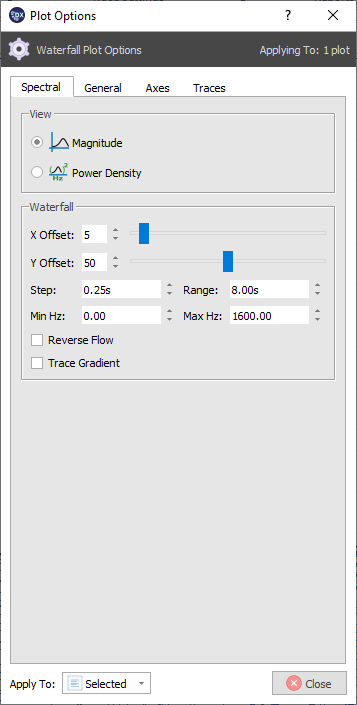 Plot Options
Waterfall Plot Options Applying To: 1 plot
Spectral General Axes Traces
View
Magnitude
Power Density
Waterfall
X Offset: 5
Y Offset: 50
Step: 0.25s Range: 8.00s
Min Hz: 0.00 Max Hz: 1600.00
Reverse Flow
Trace Gradient
Apply To: Selected Close